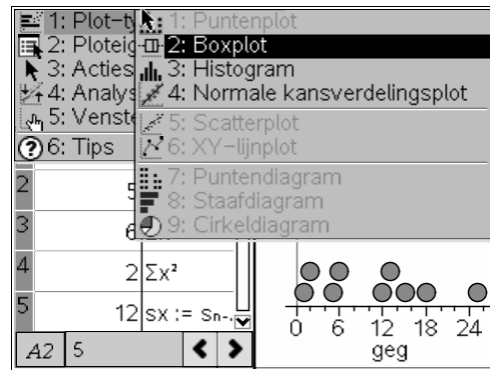 1: Plot-ty
2: Ploteig
3: Acties
4: Analys
5: Venste
6: Tips
1: Puntenplot
2: Boxplot
3: Histogram
4: Normale kansverdelingsplot
5: Scatterplot
6: XY-lijnplot
7: Puntendiagram
8: Staafdiagram
9: Cirkeldiagram
2 5
3 6
4 2 Σx²
5 12 sx := sn-..
A2 5
0 6 12 18 24
geg